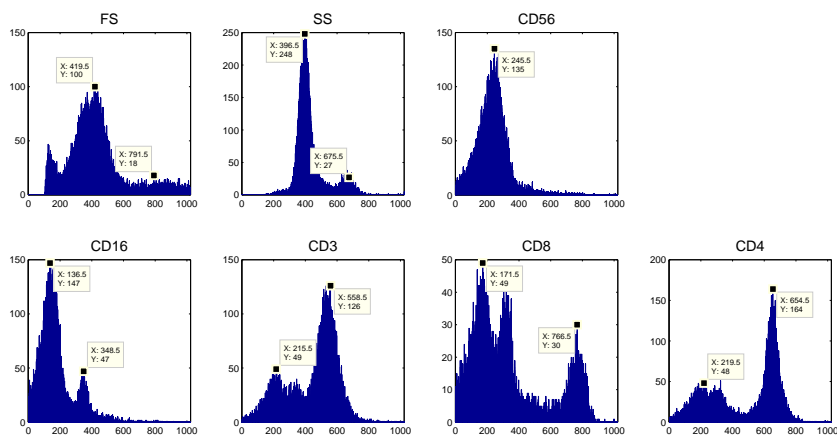 FS
SS
CD56
150
100
50
0
0 200 400 600 800 1000
X: 419.5
Y: 100
X: 791.5
Y: 18
250
200
150
100
50
0
0 200 400 600 800 1000
X: 396.5
Y: 248
X: 675.5
Y: 27
150
100
50
0
0 200 400 600 800 1000
X: 245.5
Y: 135
CD16
CD3
CD8
CD4
150
100
50
0
0 200 400 600 800 1000
X: 136.5
Y: 147
X: 348.5
Y: 47
150
100
50
0
0 200 400 600 800 1000
X: 215.5
Y: 49
X: 558.5
Y: 126
50
40
30
20
10
0
0 200 400 600 800 1000
X: 171.5
Y: 49
X: 766.5
Y: 30
200
150
100
50
0
0 200 400 600 800 1000
X: 219.5
Y: 48
X: 654.5
Y: 164